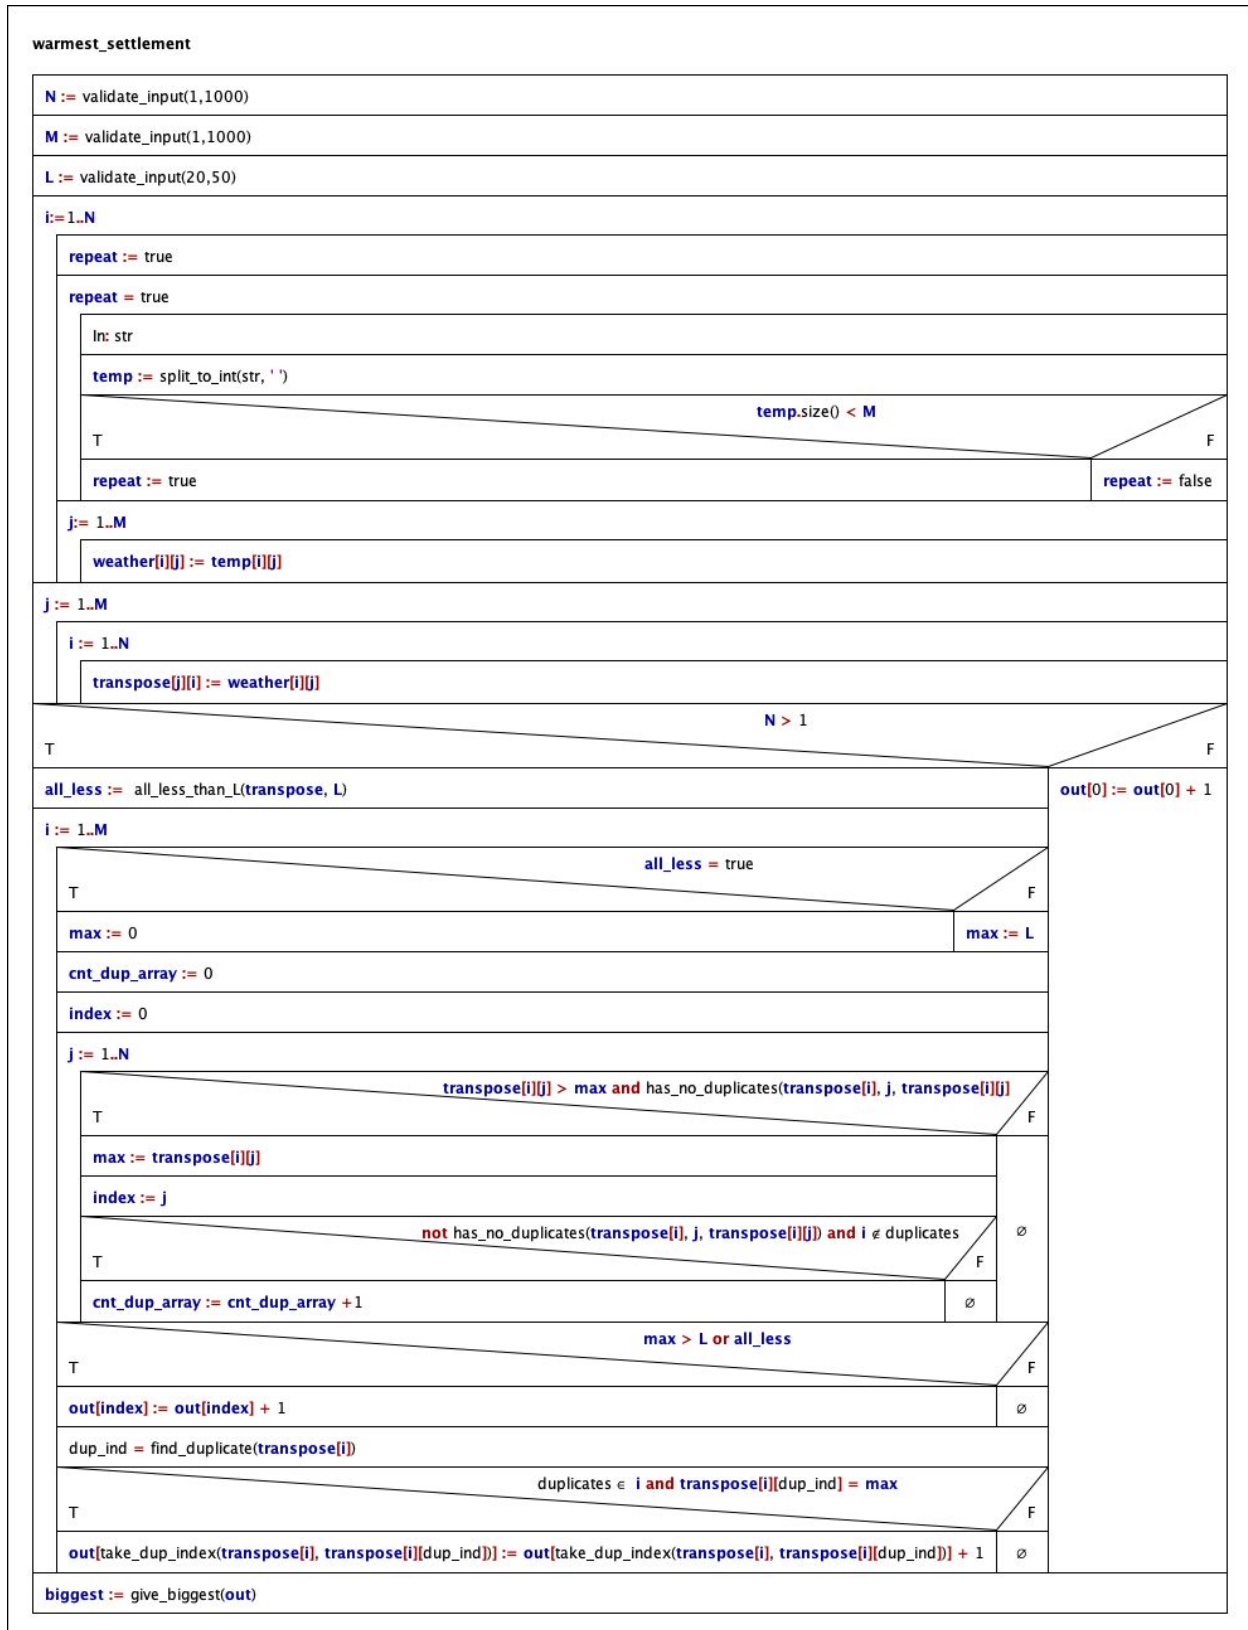 warmest_settlement
N := validate_input(1,1000)
M := validate_input(1,1000)
L := validate_input(20,50)
i:=1..N
repeat := true
repeat = true
In: str
temp := split_to_int(str, ' ')
temp.size() < M
T
F
repeat := true
repeat := false
j:= 1..M
weather[i][j] := temp[i][j]
j := 1..M
i := 1..N
transpose[j][i] := weather[i][j]
N > 1
T
F
all_less := all_less_than_L(transpose, L)
out[0] := out[0] + 1
i := 1..M
all_less = true
T
F
max := 0
max := L
cnt_dup_array := 0
index := 0
j := 1..N
transpose[i][j] > max and has_no_duplicates(transpose[i], j, transpose[i][j]
T
F
max := transpose[i][j]
index := j
not has_no_duplicates(transpose[i], j, transpose[i][j]) and i ∉ duplicates
∅
T
F
cnt_dup_array := cnt_dup_array +1
∅
max > L or all_less
T
F
out[index] := out[index] + 1
∅
dup_ind = find_duplicate(transpose[i])
duplicates ∈ i and transpose[i][dup_ind] = max
T
F
out[take_dup_index(transpose[i], transpose[i][dup_ind])] := out[take_dup_index(transpose[i], transpose[i][dup_ind])] + 1
∅
biggest := give_biggest(out)